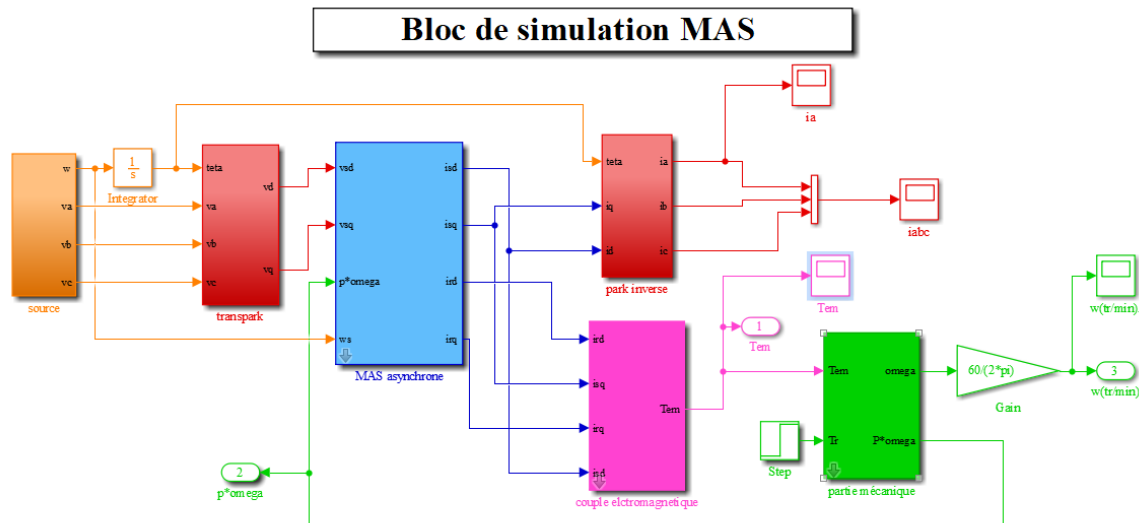 Bloc de simulation MAS
ia
w
va
vb
vc
source
1
s
Integrator
teta
va
vb
vc
vd
vq
transpark
vsd
vsq
p*omega
ws
isd
isq
ird
irq
MAS asynchrone
teta
iq
id
ia
ib
ic
park inverse
iabc
Tem
1
Tem
ird
isq
irq
isd
Tem
couple elctromagnetique
Tem
Tr
omega
P*omega
partie mécanique
Step
60/(2*pi)
Gain
w(tr/min)
3
w(tr/min)
2
p*omega